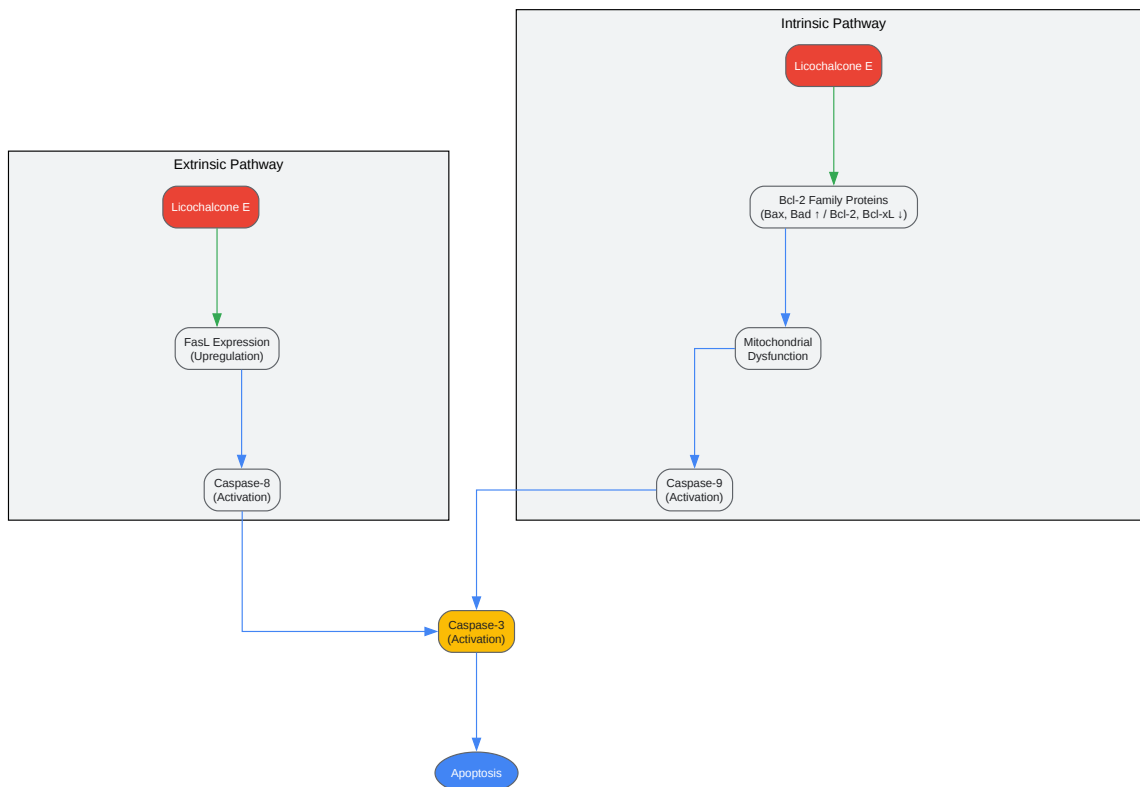 Extrinsic Pathway
Licochalcone E
FasL Expression
(Upregulation)
Caspase-8
(Activation)
Intrinsic Pathway
Licochalcone E
Bcl-2 Family Proteins
(Bax, Bad ↑ / Bcl-2, Bcl-xL ↓)
Mitochondrial
Dysfunction
Caspase-9
(Activation)
Caspase-3
(Activation)
Apoptosis